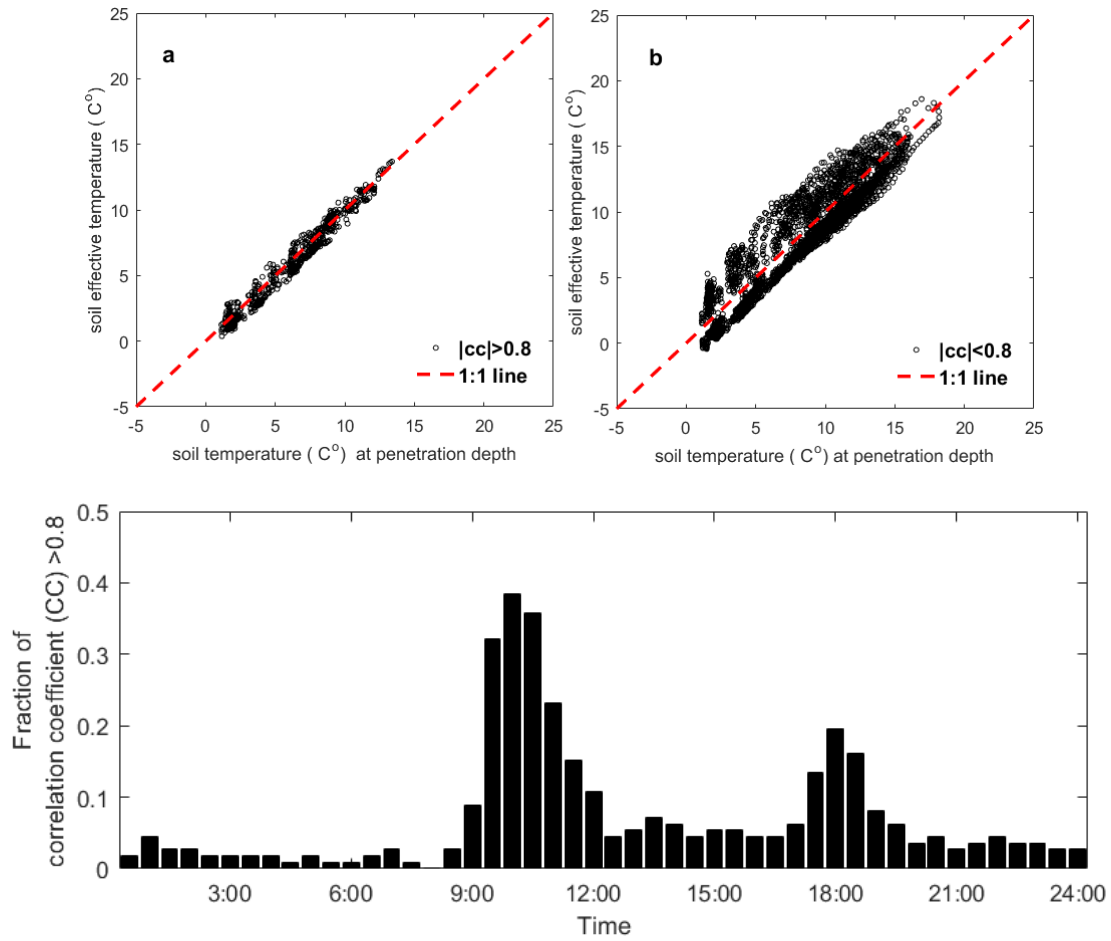 a
25
20
15
10
5
0
-5
soil effective temperature ( C°)
-5 0 5 10 15 20 25
soil temperature ( C°) at penetration depth
|cc|>0.8
1:1 line
b
25
20
15
10
5
0
-5
soil effective temperature ( C°)
-5 0 5 10 15 20 25
soil temperature ( C°) at penetration depth
|cc|<0.8
1:1 line
Fraction of
correlation coefficient (CC) >0.8
0.5
0.4
0.3
0.2
0.1
0
3:00 6:00 9:00 12:00 15:00 18:00 21:00 24:00
Time